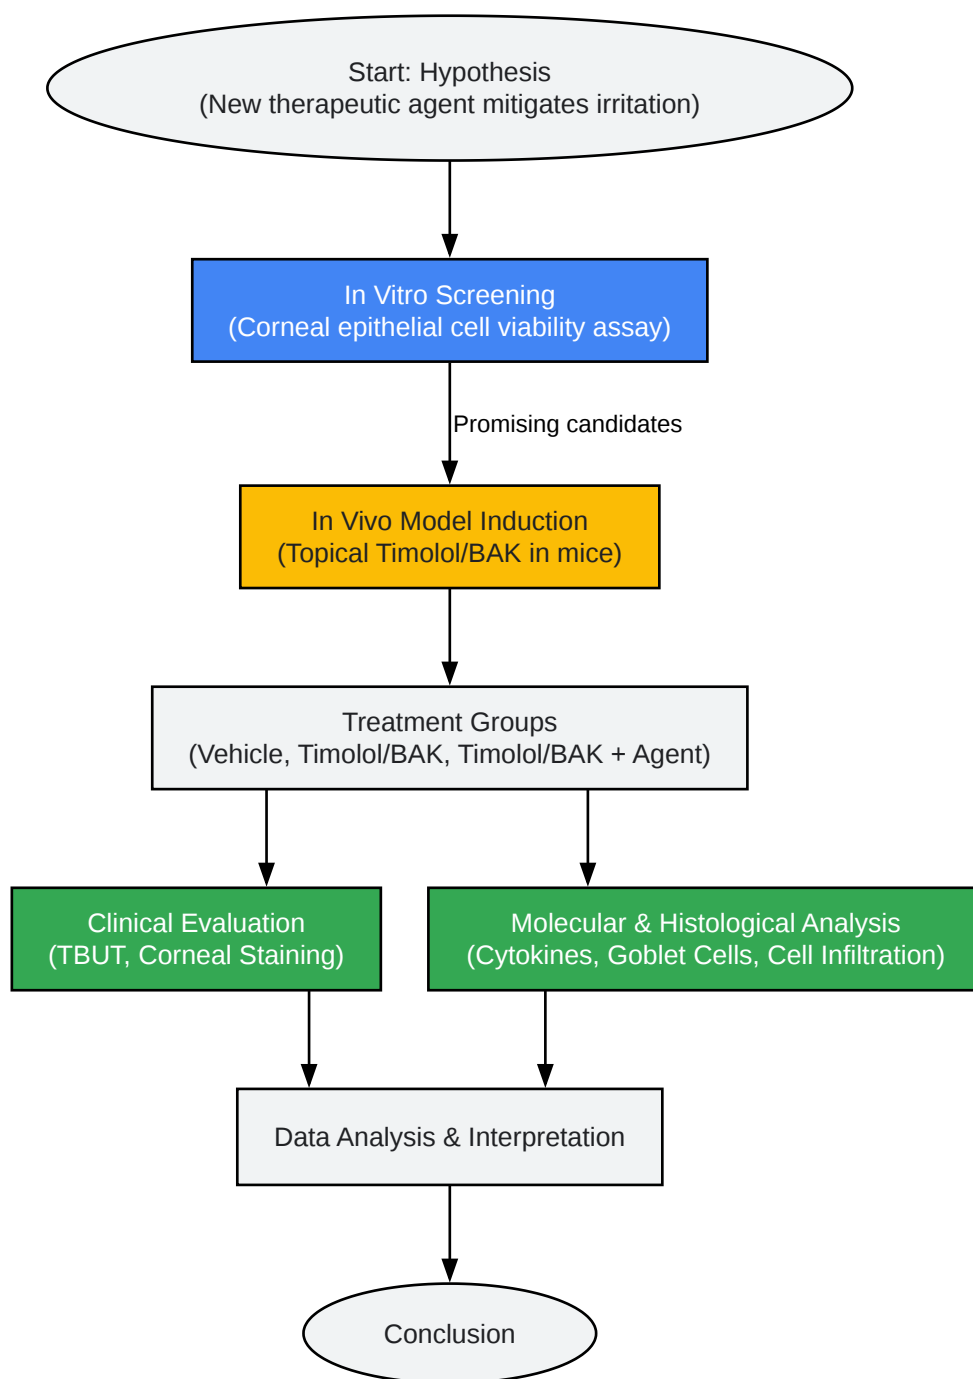 Start: Hypothesis
(New therapeutic agent mitigates irritation)
In Vitro Screening
(Corneal epithelial cell viability assay)
Promising candidates
In Vivo Model Induction
(Topical Timolol/BAK in mice)
Treatment Groups
(Vehicle, Timolol/BAK, Timolol/BAK + Agent)
Clinical Evaluation
(TBUT, Corneal Staining)
Molecular & Histological Analysis
(Cytokines, Goblet Cells, Cell Infiltration)
Data Analysis & Interpretation
Conclusion